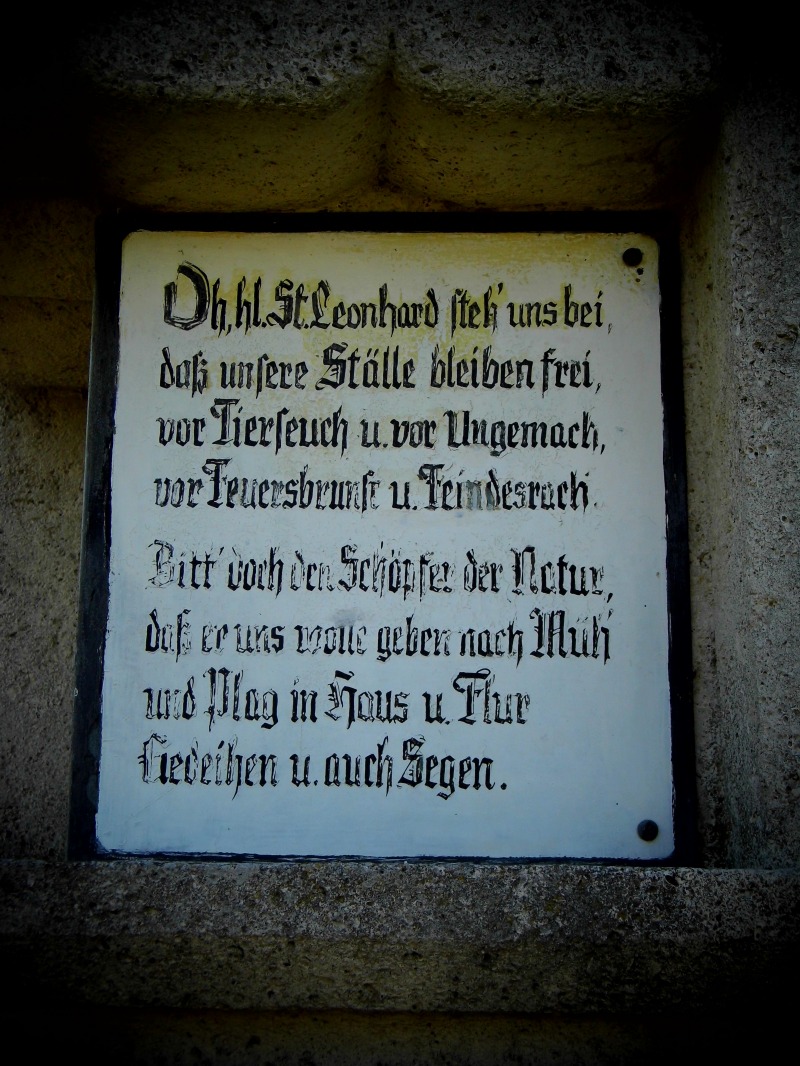 Oh, hl. St. Leonhard steh' uns bei,
daß unsere Ställe bleiben frei,
vor Tierseuch u. vor Ungemach,
vor Feuersbrunst u. Feindesrach'.
Bitt' doch den Schöpfer der Natur,
daß er uns wolle geben nach Müh'
und Plag in Haus u. Flur
Gedeihen u. auch Segen.